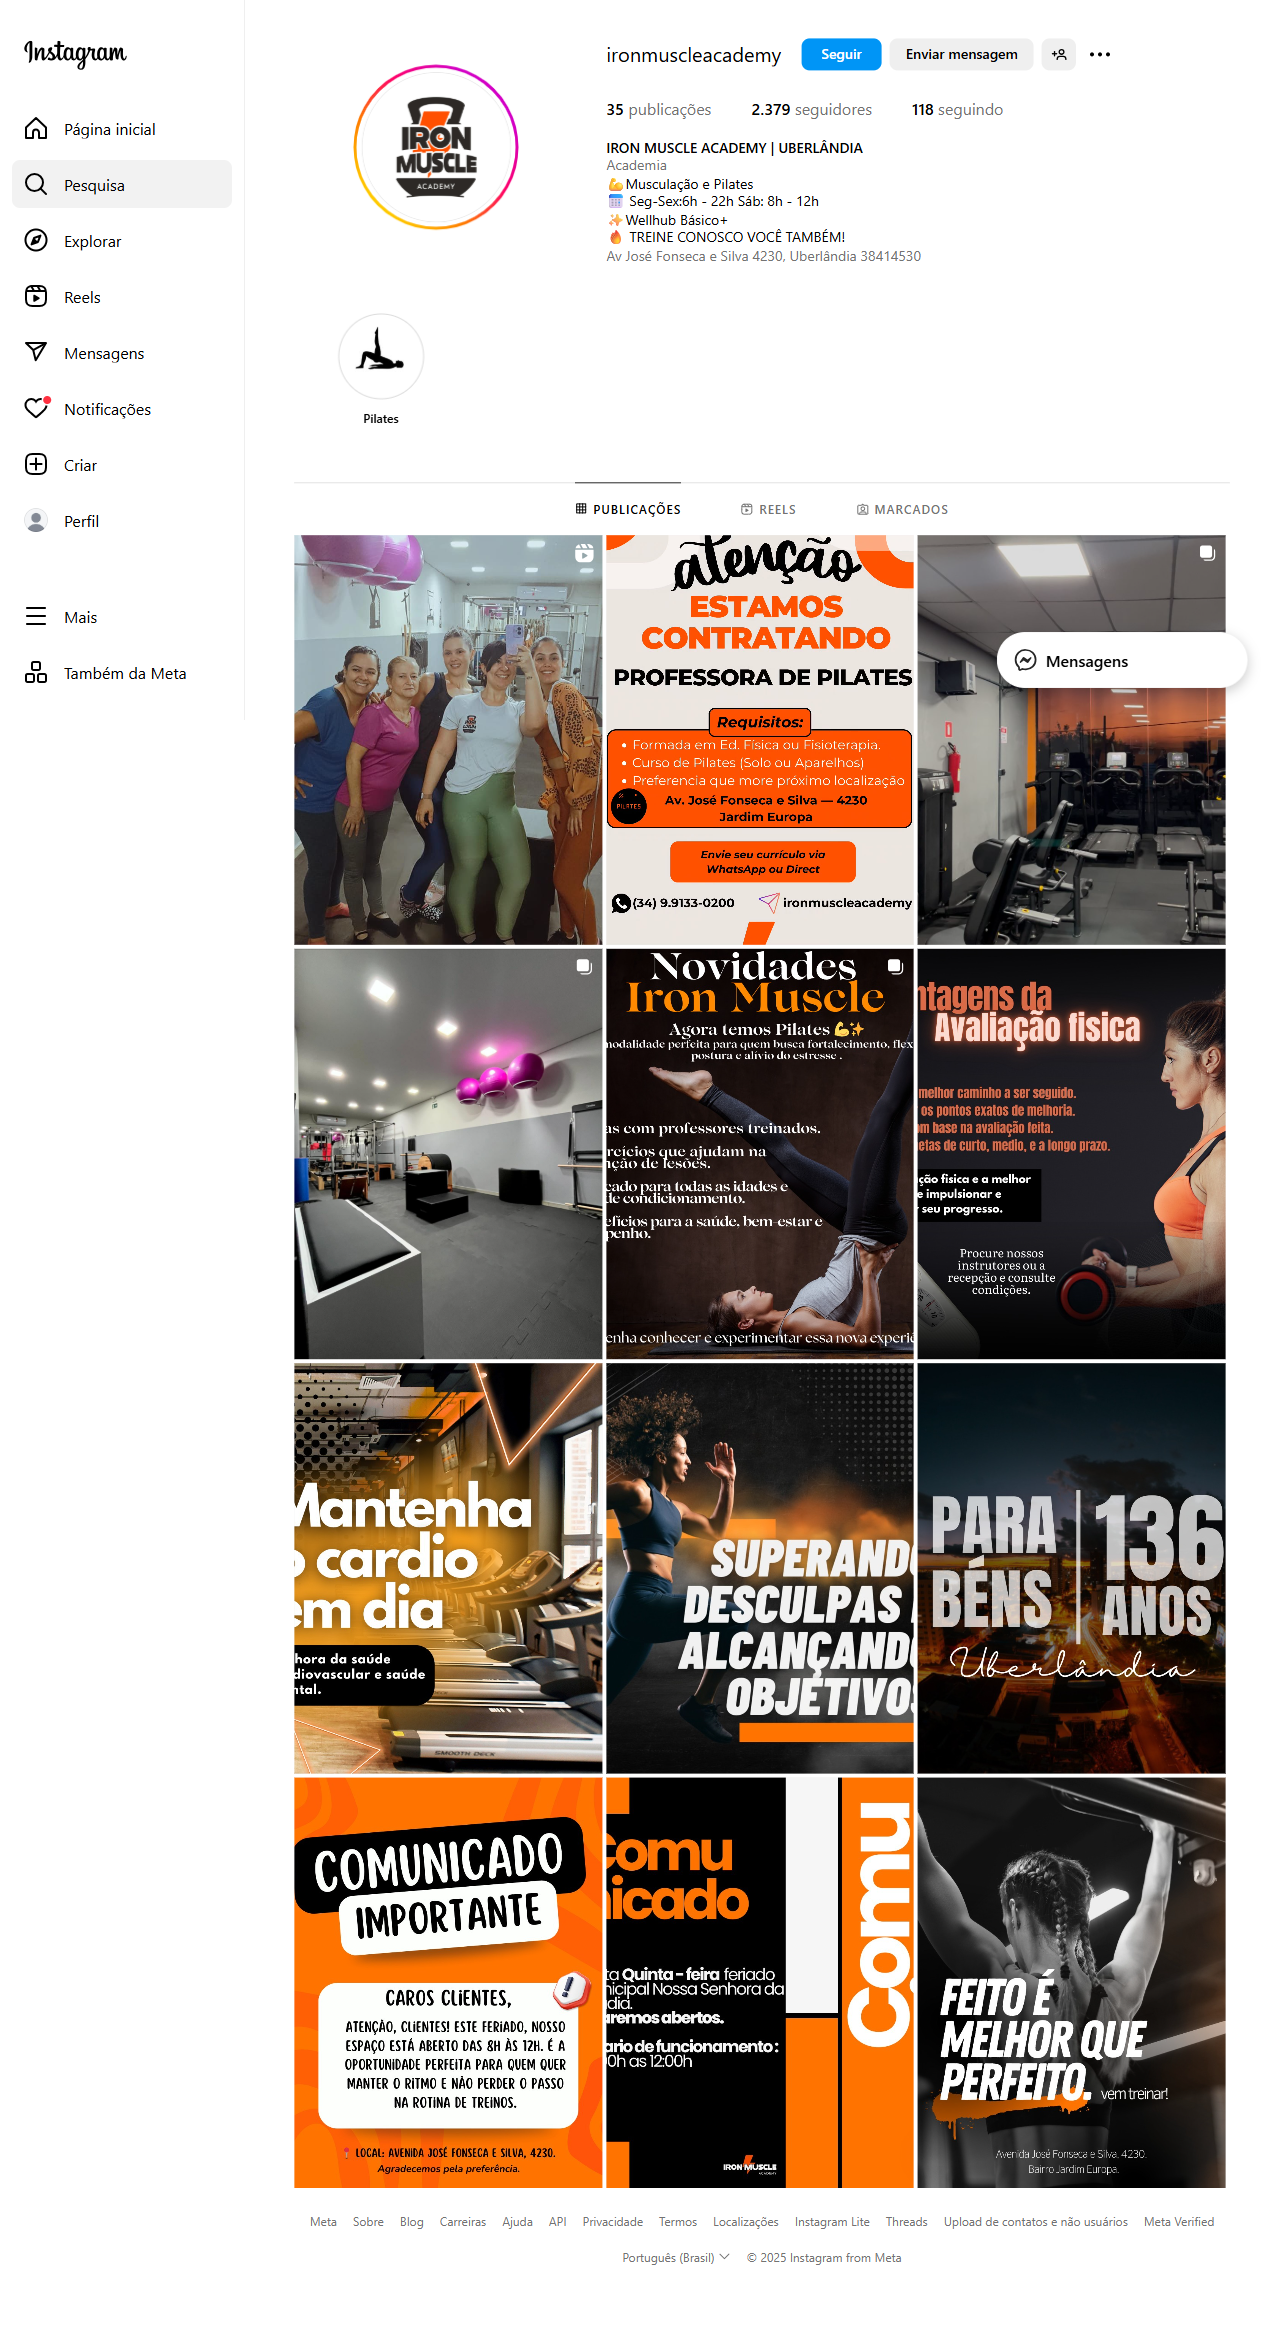 Instagram
Página inicial
Pesquisa
Explorar
Reels
Mensagens
Notificações
Criar
Perfil
Mais
Também da Meta
ironmuscleacademy
Seguir
Enviar mensagem
35 publicações
2.379 seguidores
118 seguindo
IRON MUSCLE ACADEMY | UBERLÂNDIA
Academia
💪Musculação e Pilates
🗓️ Seg-Sex:6h - 22h Sáb: 8h - 12h
✨Wellhub Básico+
🔥 TREINE CONOSCO VOCÊ TAMBÉM!
Av José Fonseca e Silva 4230, Uberlândia 38414530
IRON
MUSCLE
ACADEMY
Pilates
PUBLICAÇÕES
REELS
MARCADOS
atenção
ESTAMOS
CONTRATANDO
PROFESSORA DE PILATES
Requisitos:
• Formada em Ed. Física ou Fisioterapia.
• Curso de Pilates (Solo ou Aparelhos)
• Preferencia que more próximo localização
PILATES
Av. José Fonseca e Silva — 4230
Jardim Europa
Envie seu currículo via
WhatsApp ou Direct
(34) 9.9133-0200
ironmuscleacademy
Mensagens
Novidades
Iron Muscle
Agora temos Pilates 💪✨
modalidade perfeita para quem busca fortalecimento, flex
postura e alívio do estresse .
as com professores treinados.
rcícios que ajudam na
nção de lesões.
cado para todas as idades e
de condicionamento.
efícios para a saúde, bem-estar e
penho.
enha conhecer e experimentar essa nova experiê
ntagens da
Avaliação fisica
melhor caminho a ser seguido.
os pontos exatos de melhoria.
om base na avaliação feita.
etas de curto, medio, e a longo prazo.
ção fisica e a melhor
e impulsionar e
r seu progresso.
Procure nossos
instrutores ou a
recepção e consulte
condições.
Mantenha
o cardio
em dia
hora da saúde
diovascular e saúde
ntal.
SMOOTH DECK
SUPERANDO
DESCULPAS
ALCANÇANDO
OBJETIVOS
PARA
BÉNS
136
ANOS
Uberlândia
COMUNICADO
IMPORTANTE
CAROS CLIENTES,
ATENÇÃO, CLIENTES! ESTE FERIADO, NOSSO
ESPAÇO ESTÁ ABERTO DAS 8H ÀS 12H. É A
OPORTUNIDADE PERFEITA PARA QUEM QUER
MANTER O RITMO E NÃO PERDER O PASSO
NA ROTINA DE TREINOS.
📍 LOCAL: AVENIDA JOSÉ FONSECA E SILVA, 4230.
Agradecemos pela preferência.
Comu
nicado
ta Quinta - feira feriado
nicipal Nossa Senhora da
dia.
aremos abertos.
ario de funcionamento :
00h as 12:00h
IRON MUSCLE
ACADEMY
Comu
FEITO É
MELHOR QUE
PERFEITO.
vem treinar!
Avenida José Fonseca e Silva, 4230.
Bairro Jardim Europa.
Meta Sobre Blog Carreiras Ajuda API Privacidade Termos Localizações Instagram Lite Threads Upload de contatos e não usuários Meta Verified
Português (Brasil) © 2025 Instagram from Meta